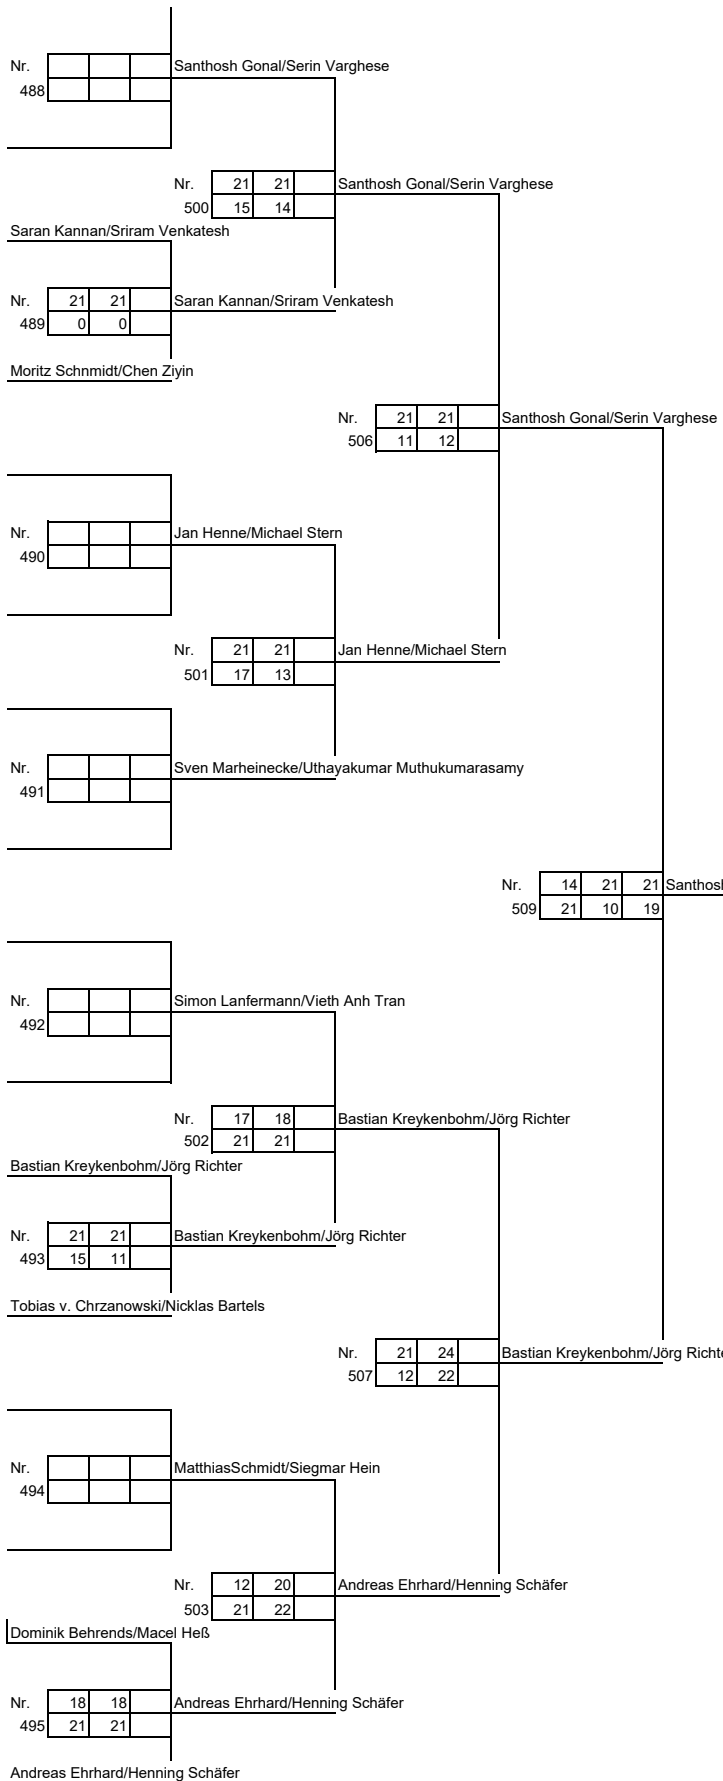 Nr. Santhosh Gonal/Serin Varghese
488
Nr. 21 21 Santhosh Gonal/Serin Varghese
500 15 14
Saran Kannan/Sriram Venkatesh
Nr. 21 21 Saran Kannan/Sriram Venkatesh
489 0 0
Moritz Schnmidt/Chen Ziyin
Nr. 21 21 Santhosh Gonal/Serin Varghese
506 11 12
Nr. Jan Henne/Michael Stern
490
Nr. 21 21 Jan Henne/Michael Stern
501 17 13
Nr. Sven Marheinecke/Uthayakumar Muthukumarasamy
491
Nr. 14 21 21 Santhosh
509 21 10 19
Nr. Simon Lanfermann/Vieth Anh Tran
492
Nr. 17 18 Bastian Kreykenbohm/Jörg Richter
502 21 21
Bastian Kreykenbohm/Jörg Richter
Nr. 21 21 Bastian Kreykenbohm/Jörg Richter
493 15 11
Tobias v. Chrzanowski/Nicklas Bartels
Nr. 21 24 Bastian Kreykenbohm/Jörg Richte
507 12 22
Nr. MatthiasSchmidt/Siegmar Hein
494
Nr. 12 20 Andreas Ehrhard/Henning Schäfer
503 21 22
Dominik Behrends/Macel Heß
Nr. 18 18 Andreas Ehrhard/Henning Schäfer
495 21 21
Andreas Ehrhard/Henning Schäfer